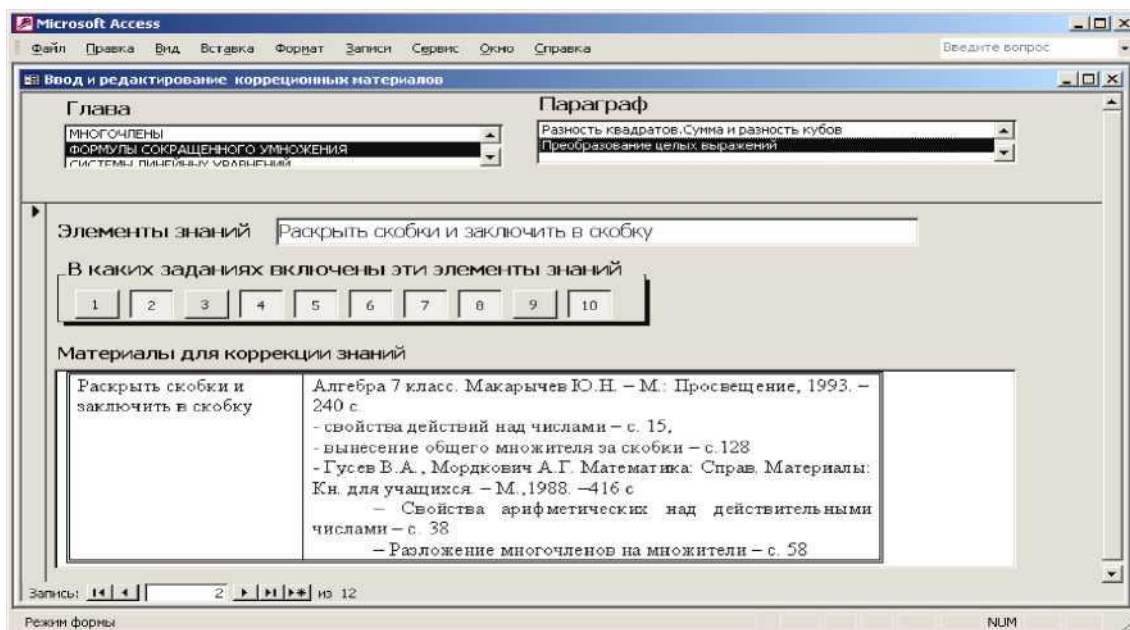 Microsoft Access
Файл Правка Вид Вставка Формат Записи Сервис Окно Справка Введите вопрос
Ввод и редактирование корреционных материалов
Глава Параграф
МНОГОЧЛЕНЫ
ФОРМУЛЫ СОКРАЩЕННОГО УМНОЖЕНИЯ
СИСТЕМЫ ЛИНЕЙНЫХ УРАВНЕНИЙ
Разность квадратов.Сумма и разность кубов
Преобразование целых выражений
Элементы знаний Раскрыть скобки и заключить в скобку
В каких заданиях включены эти элементы знаний
1 2 3 4 5 6 7 8 9 10
Материалы для коррекции знаний
Раскрыть скобки и
заключить в скобку
Алгебра 7 класс. Макарычев Ю.Н. – М.: Просвещение, 1993. –
240 с.
- свойства действий над числами – с. 15,
- вынесение общего множителя за скобки – с.128
- Гусев В.А., Мордкович А.Г. Математика: Справ. Материалы:
Кн. для учащихся. – М.,1988. –416 с
– Свойства арифметических над действительными
числами – с. 38
– Разложение многочленов на множители – с. 58
Запись: 2 из 12
Режим формы NUM